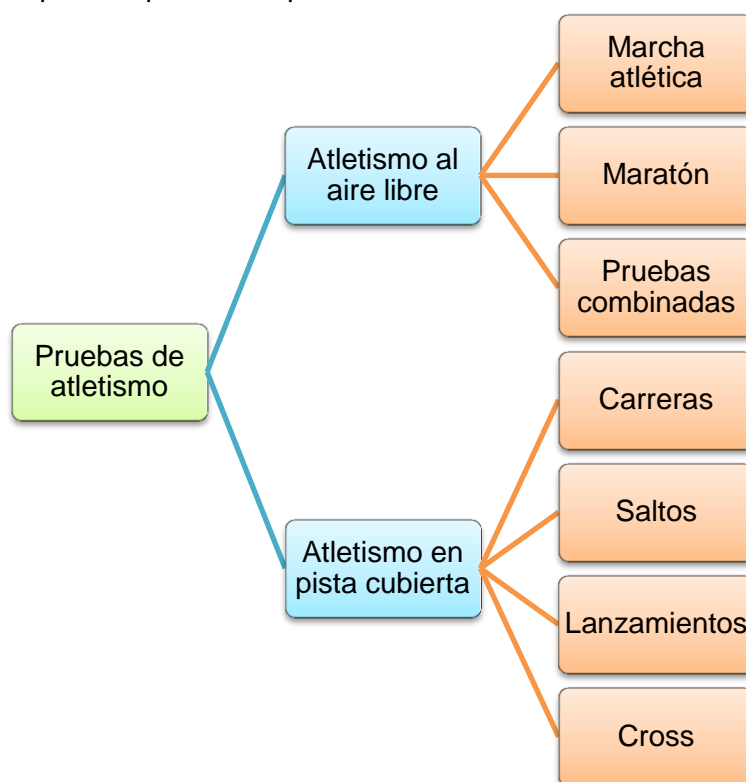 Marcha
atlética
Atletismo al
aire libre
Maratón
Pruebas
combinadas
Pruebas de
atletismo
Carreras
Saltos
Atletismo en
pista cubierta
Lanzamientos
Cross